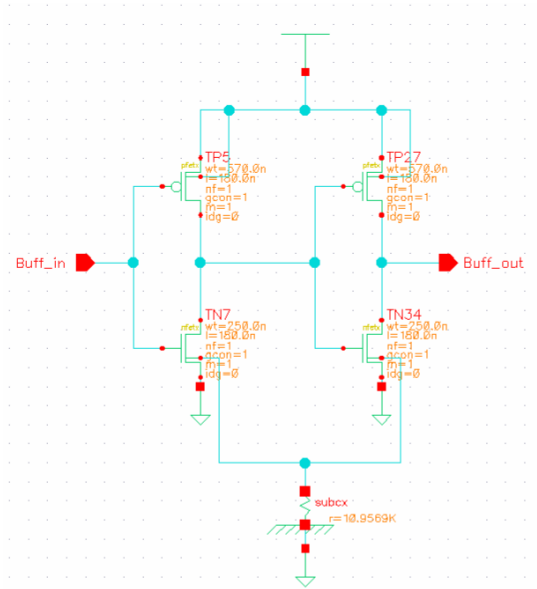 TP5
pfetx
wt=570.0n
l=180.0n
nf=1
gcon=1
m=1
idg=0
TP27
pfetx
wt=570.0n
l=180.0n
nf=1
gcon=1
m=1
idg=0
Buff_in
Buff_out
TN7
nfetx
wt=250.0n
l=180.0n
nf=1
gcon=1
m=1
idg=0
TN34
nfetx
wt=250.0n
l=180.0n
nf=1
gcon=1
m=1
idg=0
subcx
r=10.9569K